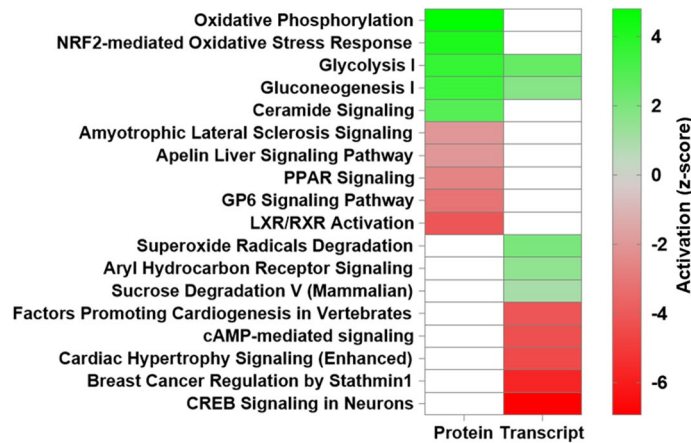 Oxidative Phosphorylation
NRF2-mediated Oxidative Stress Response
Glycolysis I
Gluconeogenesis I
Ceramide Signaling
Amyotrophic Lateral Sclerosis Signaling
Apelin Liver Signaling Pathway
PPAR Signaling
GP6 Signaling Pathway
LXR/RXR Activation
Superoxide Radicals Degradation
Aryl Hydrocarbon Receptor Signaling
Sucrose Degradation V (Mammalian)
Factors Promoting Cardiogenesis in Vertebrates
cAMP-mediated signaling
Cardiac Hypertrophy Signaling (Enhanced)
Breast Cancer Regulation by Stathmin1
CREB Signaling in Neurons
Protein Transcript
4
2
0
-2
-4
-6
Activation (z-score)